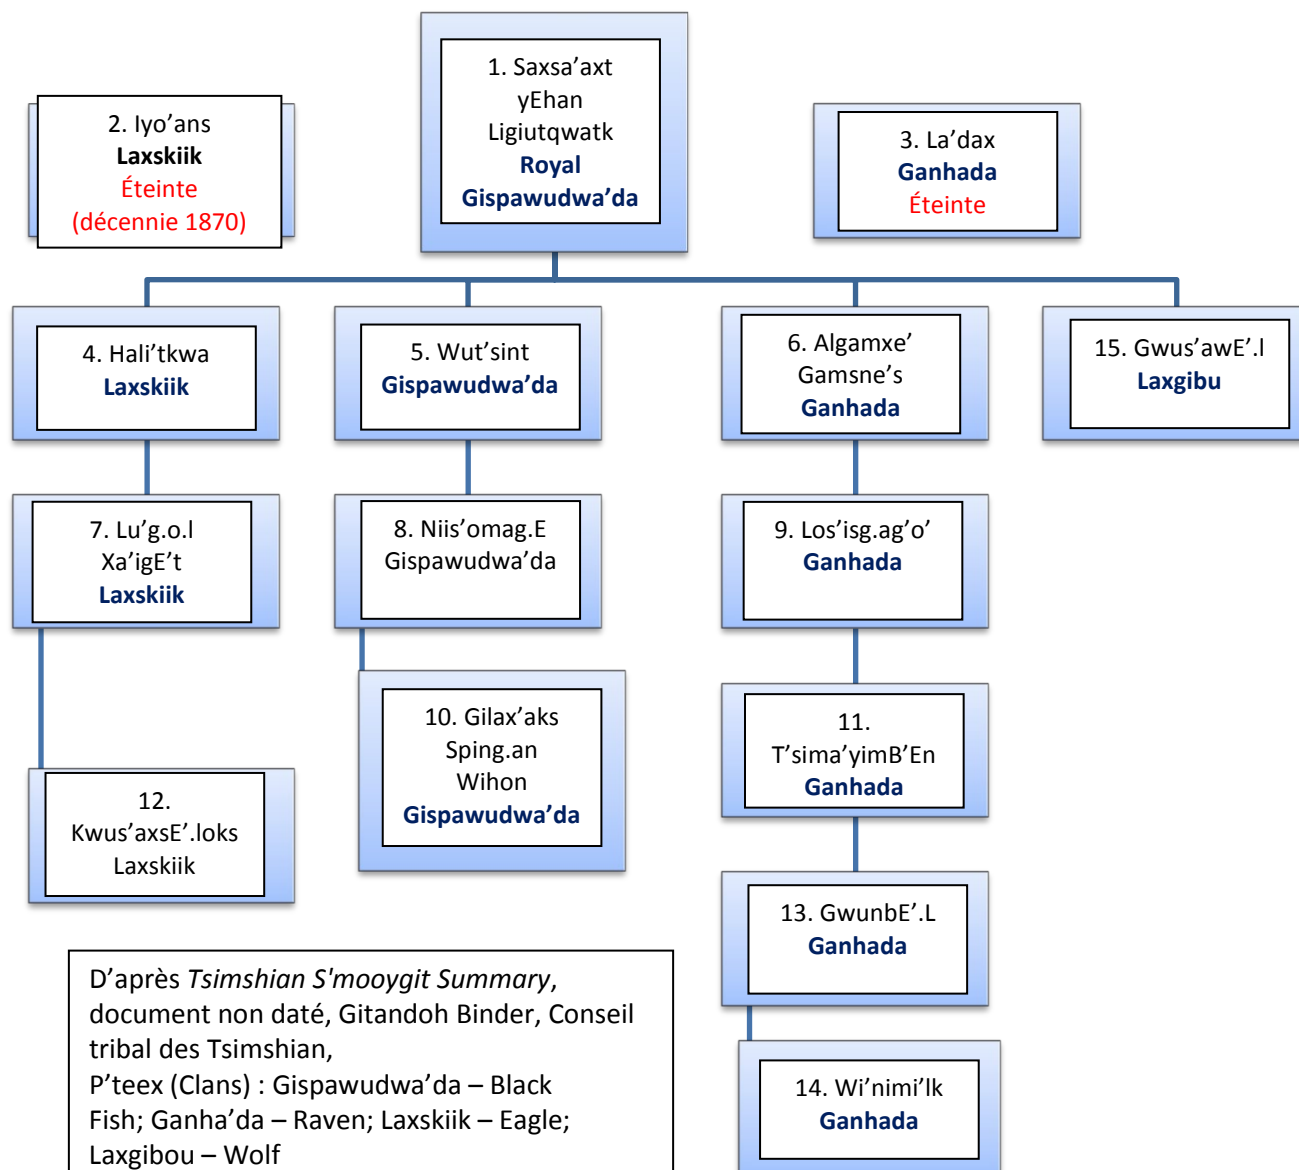 1. Saxsa’axt
yEhan
Ligiutqwatk
Royal
Gispawudwa’da
2. Iyo’ans
Laxskiik
Éteinte
(décennie 1870)
3. La’dax
Ganhada
Éteinte
4. Hali’tkwa
Laxskiik
5. Wut’sint
Gispawudwa’da
6. Algamxe’
Gamsne’s
Ganhada
15. Gwus’awE’.l
Laxgibu
7. Lu’g.o.l
Xa’igE’t
Laxskiik
8. Niis’omag.E
Gispawudwa’da
9. Los’isg.ag’o’
Ganhada
10. Gilax’aks
Sping.an
Wihon
Gispawudwa’da
11.
T’sima’yimB’En
Ganhada
12.
Kwus’axsE’.loks
Laxskiik
13. GwunbE’.L
Ganhada
14. Wi’nimi’lk
Ganhada
D’après Tsimshian S'mooygit Summary,
document non daté, Gitandoh Binder, Conseil
tribal des Tsimshian,
P’teex (Clans) : Gispawudwa’da – Black
Fish; Ganha’da – Raven; Laxskiik – Eagle;
Laxgibou – Wolf